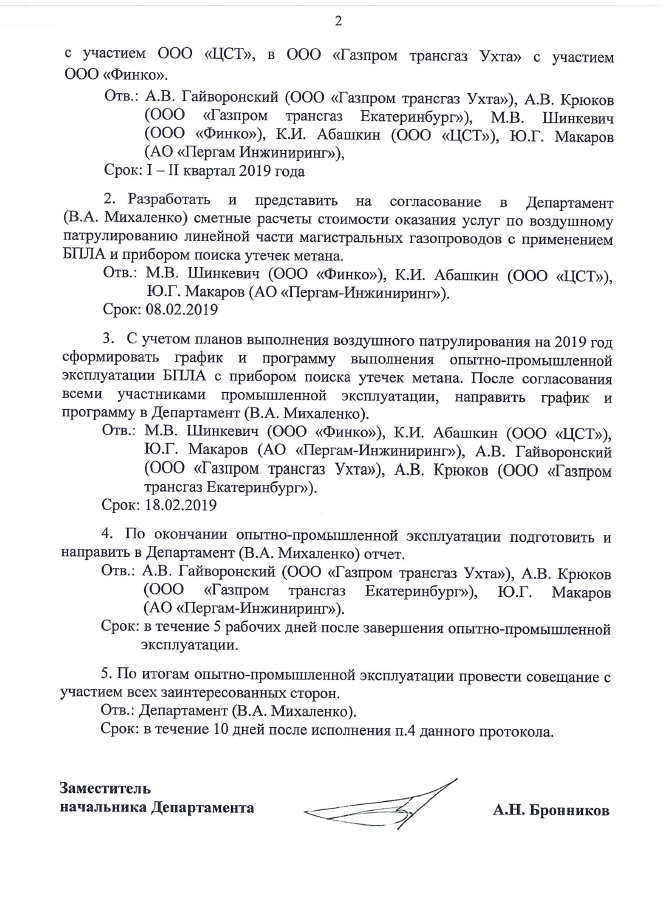 2
с участием ООО «ЦСТ», в ООО «Газпром трансгаз Ухта» с участием
ООО «Финко».
Отв.: А.В. Гайворонский (ООО «Газпром трансгаз Ухта»), А.В. Крюков
(ООО «Газпром трансгаз Екатеринбург»), М.В. Шинкевич
(ООО «Финко»), К.И. Абашкин (ООО «ЦСТ»), Ю.Г. Макаров
(АО «Пергам Инжиниринг»),
Срок: I – II квартал 2019 года
2. Разработать и представить на согласование в Департамент
(В.А. Михаленко) сметные расчеты стоимости оказания услуг по воздушному
патрулированию линейной части магистральных газопроводов с применением
БПЛА и прибором поиска утечек метана.
Отв.: М.В. Шинкевич (ООО «Финко»), К.И. Абашкин (ООО «ЦСТ»),
Ю.Г. Макаров (АО «Пергам-Инжиниринг»).
Срок: 08.02.2019
3. С учетом планов выполнения воздушного патрулирования на 2019 год
сформировать график и программу выполнения опытно-промышленной
эксплуатации БПЛА с прибором поиска утечек метана. После согласования
всеми участниками промышленной эксплуатации, направить график и
программу в Департамент (В.А. Михаленко).
Отв.: М.В. Шинкевич (ООО «Финко»), К.И. Абашкин (ООО «ЦСТ»),
Ю.Г. Макаров (АО «Пергам-Инжиниринг»), А.В. Гайворонский
(ООО «Газпром трансгаз Ухта»), А.В. Крюков (ООО «Газпром
трансгаз Екатеринбург»).
Срок: 18.02.2019
4. По окончании опытно-промышленной эксплуатации подготовить и
направить в Департамент (В.А. Михаленко) отчет.
Отв.: А.В. Гайворонский (ООО «Газпром трансгаз Ухта»), А.В. Крюков
(ООО «Газпром трансгаз Екатеринбург»), Ю.Г. Макаров
(АО «Пергам-Инжиниринг»).
Срок: в течение 5 рабочих дней после завершения опытно-промышленной
эксплуатации.
5. По итогам опытно-промышленной эксплуатации провести совещание с
участием всех заинтересованных сторон.
Отв.: Департамент (В.А. Михаленко).
Срок: в течение 10 дней после исполнения п.4 данного протокола.
Заместитель
начальника Департамента
А.Н. Бронников